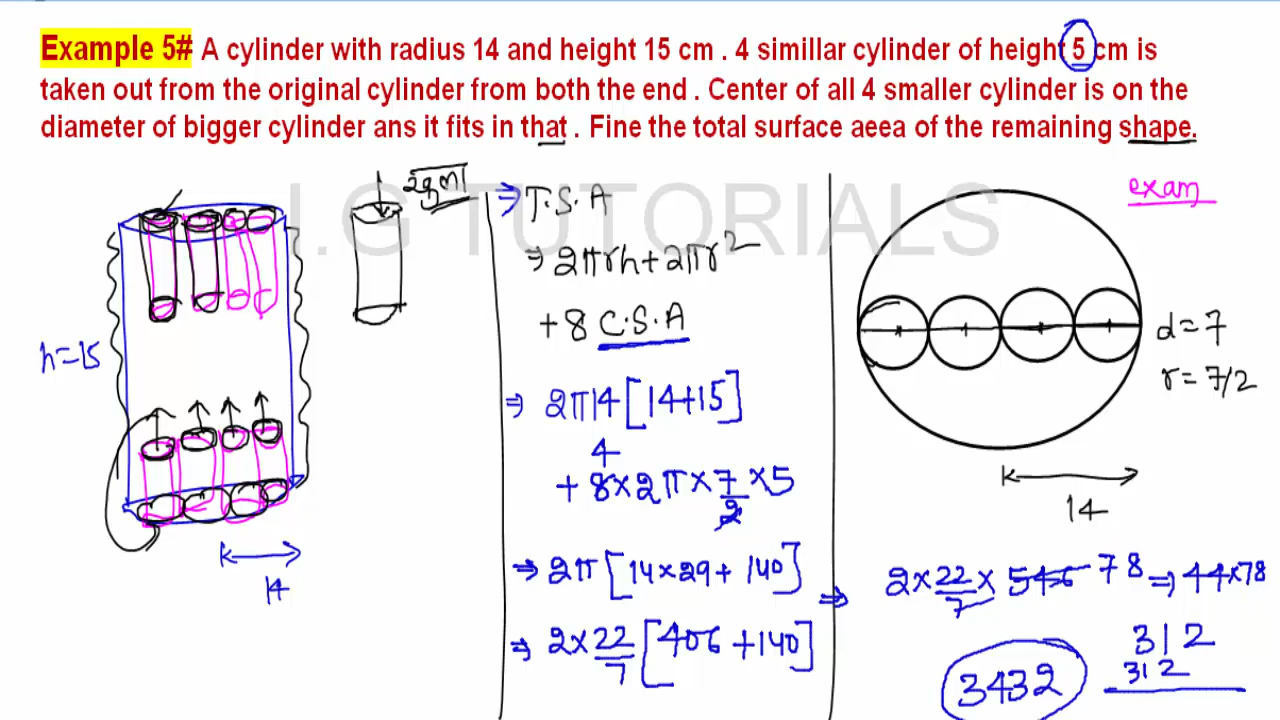 Example 5# A cylinder with radius 14 and height 15 cm . 4 simillar cylinder of height 5 cm is
taken out from the original cylinder from both the end . Center of all 4 smaller cylinder is on the
diameter of bigger cylinder ans it fits in that . Fine the total surface aeea of the remaining shape.
I.G TUTORIALS
h=15
14
⇒ T.S.A
⇒ 2πrh+2πr²
+8 C.S.A
⇒ 2π14[14+15]
4
+ 8×2π×7/2×5
⇒ 2π[14×29+ 140]
⇒ 2×22/7[406+140]
exam
d=7
r=7/2
14
⇒ 2×22/7×546 78 ⇒ 44×78
312
312
3432